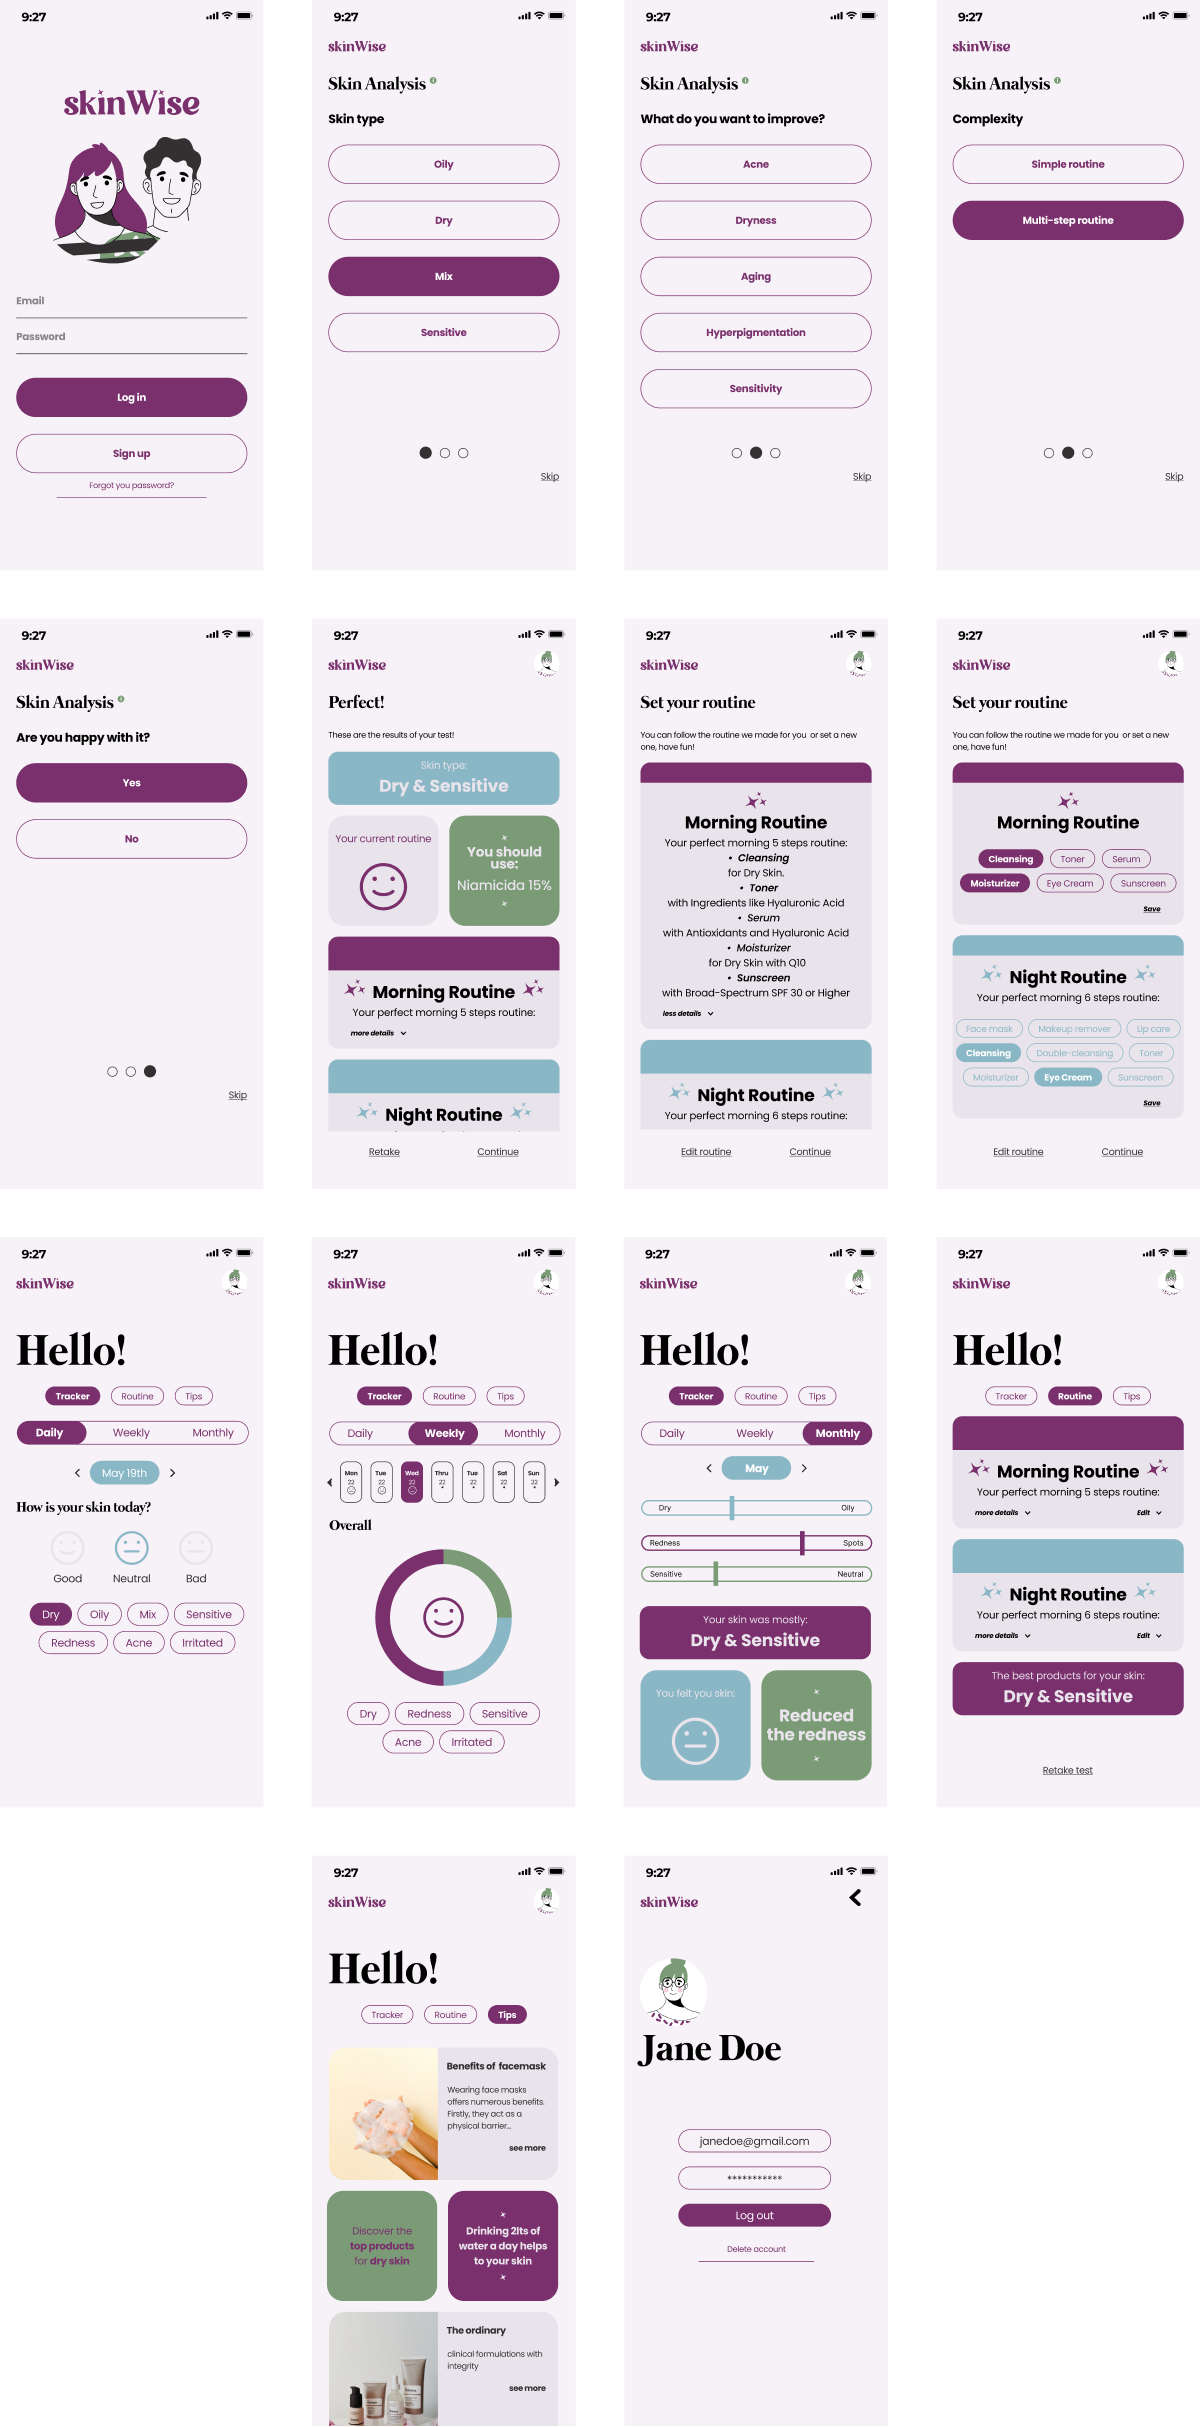 9:27
skinWise
Email
Password
Log in
Sign up
Forgot you password?
9:27
skinWise
Skin Analysis
Skin type
Oily
Dry
Mix
Sensitive
Skip
9:27
skinWise
Skin Analysis
What do you want to improve?
Acne
Dryness
Aging
Hyperpigmentation
Sensitivity
Skip
9:27
skinWise
Skin Analysis
Complexity
Simple routine
Multi-step routine
Skip
9:27
skinWise
Skin Analysis
Are you happy with it?
Yes
No
Skip
9:27
skinWise
Perfect!
These are the results of your test!
Skin type:
Dry & Sensitive
Your current routine
You should
use:
Niamicida 15%
Morning Routine
Your perfect morning 5 steps routine:
more details
Night Routine
Retake
Continue
9:27
skinWise
Set your routine
You can follow the routine we made for you or set a new
one, have fun!
Morning Routine
Your perfect morning 5 steps routine:
• Cleansing
for Dry Skin.
• Toner
with Ingredients like Hyaluronic Acid
• Serum
with Antioxidants and Hyaluronic Acid
• Moisturizer
for Dry Skin with Q10
• Sunscreen
with Broad-Spectrum SPF 30 or Higher
less details
Night Routine
Your perfect morning 6 steps routine:
Edit routine
Continue
9:27
skinWise
Set your routine
You can follow the routine we made for you or set a new
one, have fun!
Morning Routine
Cleansing
Toner
Serum
Moisturizer
Eye Cream
Sunscreen
Save
Night Routine
Your perfect morning 6 steps routine:
Face mask
Makeup remover
Lip care
Cleansing
Double-cleansing
Toner
Moisturizer
Eye Cream
Sunscreen
Save
Edit routine
Continue
9:27
skinWise
Hello!
Tracker
Routine
Tips
Daily
Weekly
Monthly
May 19th
How is your skin today?
Good
Neutral
Bad
Dry
Oily
Mix
Sensitive
Redness
Acne
Irritated
9:27
skinWise
Hello!
Tracker
Routine
Tips
Daily
Weekly
Monthly
Mon
22
Tue
22
Wed
22
Thru
22
Tue
22
Sat
22
Sun
22
Overall
Dry
Redness
Sensitive
Acne
Irritated
9:27
skinWise
Hello!
Tracker
Routine
Tips
Daily
Weekly
Monthly
May
Dry
Oily
Redness
Spots
Sensitive
Neutral
Your skin was mostly:
Dry & Sensitive
You felt you skin:
Reduced
the redness
9:27
skinWise
Hello!
Tracker
Routine
Tips
Morning Routine
Your perfect morning 5 steps routine:
more details
Edit
Night Routine
Your perfect morning 6 steps routine:
more details
Edit
The best products for your skin:
Dry & Sensitive
Retake test
9:27
skinWise
Hello!
Tracker
Routine
Tips
Benefits of facemask
Wearing face masks
offers numerous benefits.
Firstly, they act as a
physical barrier...
see more
Discover the
top products
for dry skin
Drinking 2lts of
water a day helps
to your skin
The ordinary
clinical formulations with
integrity
see more
9:27
skinWise
Jane Doe
janedoe@gmail.com
***********
Log out
Delete account